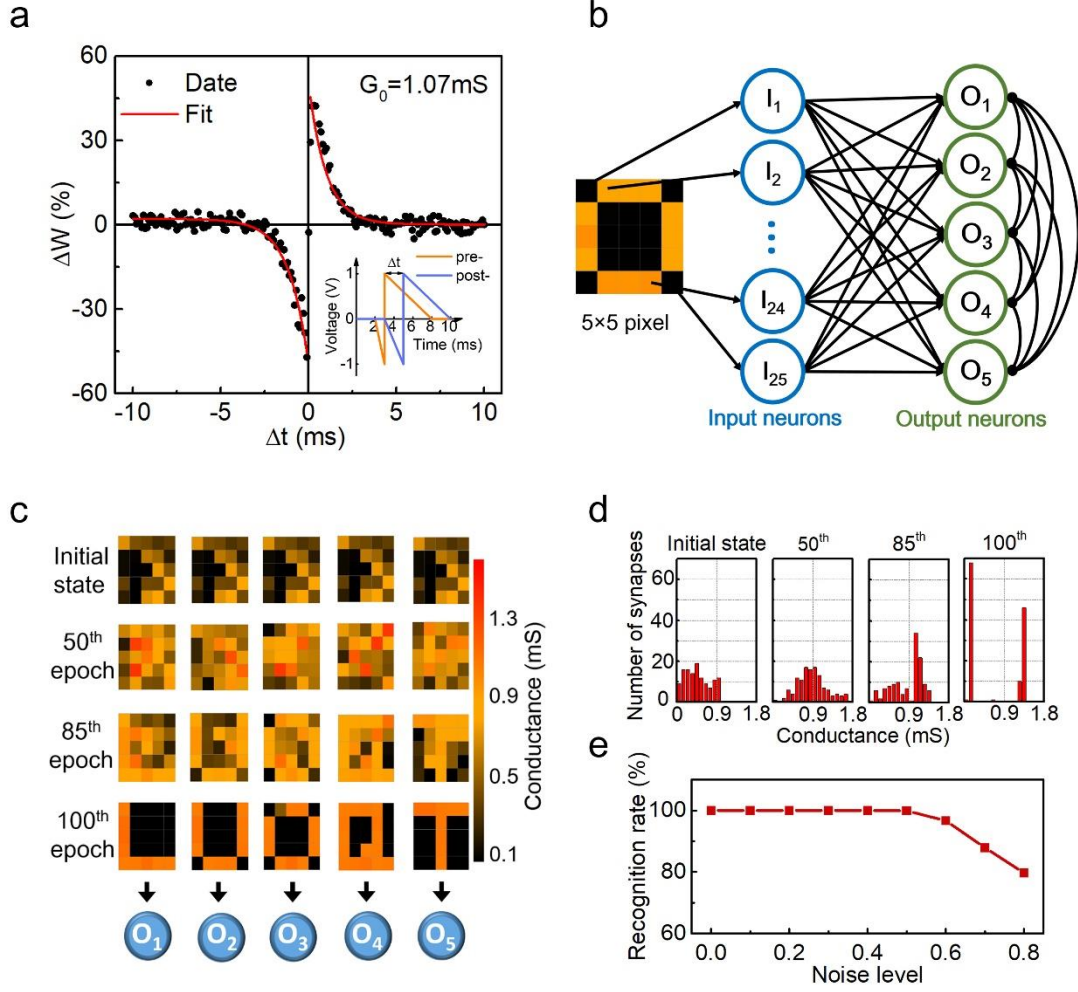 a
60
30
0
-30
-60
ΔW (%)
Date
Fit
G0=1.07mS
-10
-5
0
5
10
Δt (ms)
Δt
pre-
post-
1
0
-1
Voltage (V)
2 4 6 8 10
Time (ms)
b
5×5 pixel
I1
I2
I24
I25
Input neurons
O1
O2
O3
O4
O5
Output neurons
c
Initial
state
50th
epoch
85th
epoch
100th
epoch
O1
O2
O3
O4
O5
1.3
0.9
0.5
0.1
Conductance (mS)
d
Initial state
50th
85th
100th
Number of synapses
60
40
20
0
0 0.9 1.8
0.9 1.8
0.9 1.8
0.9 1.8
Conductance (mS)
e
Recognition rate (%)
100
80
60
0.0 0.2 0.4 0.6 0.8
Noise level